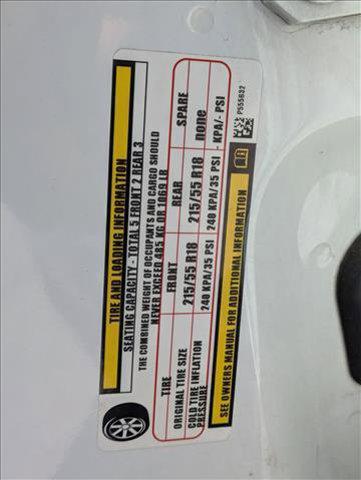 TIRE AND LOADING INFORMATION
SEATING CAPACITY - TOTAL 5 FRONT 2 REAR 3
THE COMBINED WEIGHT OF OCCUPANTS AND CARGO SHOULD
NEVER EXCEED 485 KG OR 1069 LB
TIRE FRONT REAR SPARE
ORIGINAL TIRE SIZE 215/55 R18 215/55 R18 none
COLD TIRE INFLATION
PRESSURE 240 KPA/35 PSI 240 KPA/35 PSI - KPA/- PSI
SEE OWNERS MANUAL FOR ADDITIONAL INFORMATION
P555632